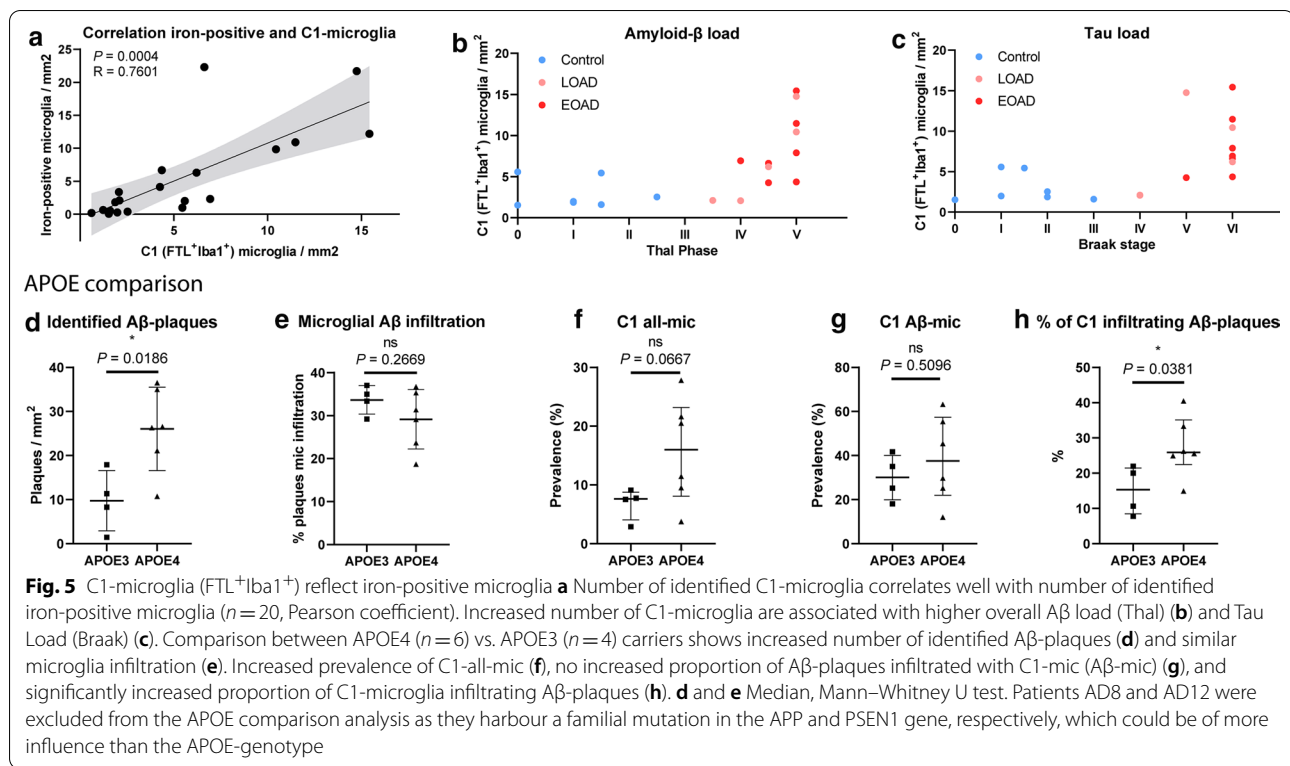 a Correlation iron-positive and C1-microglia
P = 0.0004
R = 0.7601
Iron-positive microglia / mm2
25
20
15
10
5
0
0
5
10
15
C1 (FTL+Iba1+) microglia / mm2
b Amyloid-β load
Control
LOAD
EOAD
C1 (FTL+Iba1+) microglia / mm2
20
15
10
5
0
0
I
II
III
IV
V
Thal Phase
c Tau load
Control
LOAD
EOAD
C1 (FTL+Iba1+) microglia / mm2
20
15
10
5
0
0
I
II
III
IV
V
VI
Braak stage
APOE comparison
d Identified Aβ-plaques
*
P = 0.0186
Plaques / mm2
40
30
20
10
0
APOE3 APOE4
e Microglial Aβ infiltration
ns
P = 0.2669
% plaques mic infiltration
40
30
20
10
0
APOE3 APOE4
f C1 all-mic
ns
P = 0.0667
Prevalence (%)
30
20
10
0
APOE3 APOE4
g C1 Aβ-mic
ns
P = 0.5096
Prevalence (%)
80
60
40
20
0
APOE3 APOE4
h % of C1 infiltrating Aβ-plaques
*
P = 0.0381
%
50
40
30
20
10
0
APOE3 APOE4
Fig. 5 C1-microglia (FTL+Iba1+) reflect iron-positive microglia a Number of identified C1-microglia correlates well with number of identified
iron-positive microglia (n = 20, Pearson coefficient). Increased number of C1-microglia are associated with higher overall Aβ load (Thal) (b) and Tau
Load (Braak) (c). Comparison between APOE4 (n = 6) vs. APOE3 (n = 4) carriers shows increased number of identified Aβ-plaques (d) and similar
microglia infiltration (e). Increased prevalence of C1-all-mic (f), no increased proportion of Aβ-plaques infiltrated with C1-mic (Aβ-mic) (g), and
significantly increased proportion of C1-microglia infiltrating Aβ-plaques (h). d and e Median, Mann–Whitney U test. Patients AD8 and AD12 were
excluded from the APOE comparison analysis as they harbour a familial mutation in the APP and PSEN1 gene, respectively, which could be of more
influence than the APOE-genotype